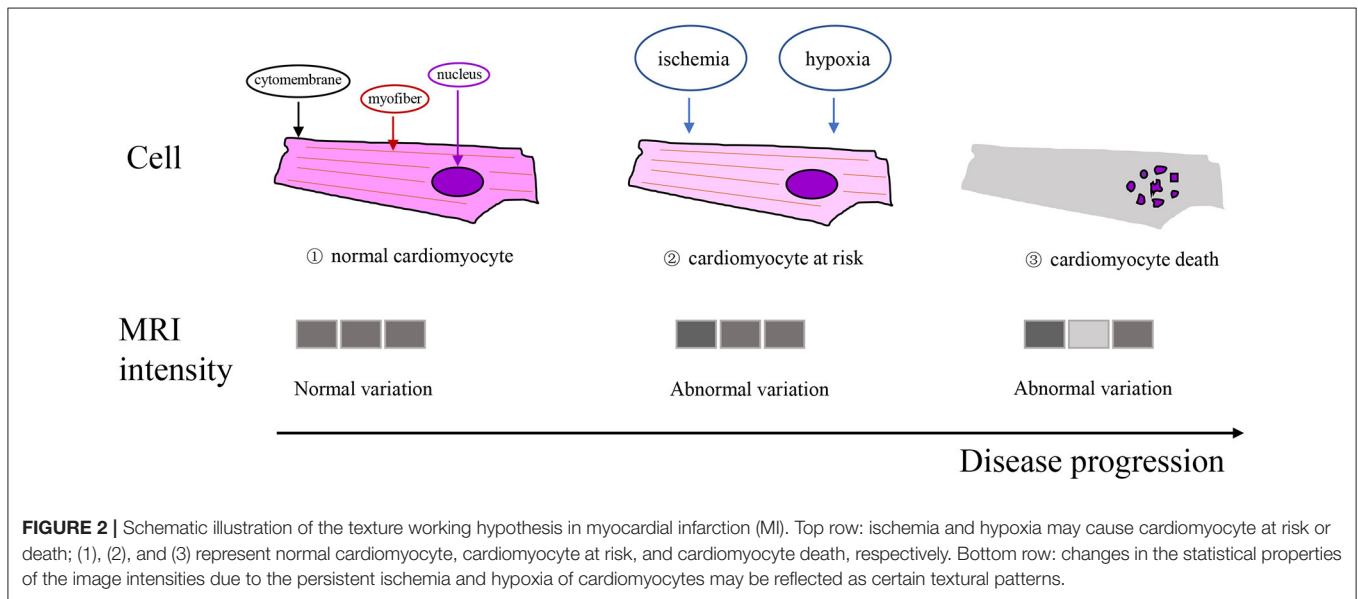 ischemia
hypoxia
cytomembrane
nucleus
myofiber
Cell
① normal cardiomyocyte
② cardiomyocyte at risk
③ cardiomyocyte death
MRI
intensity
Normal variation
Abnormal variation
Abnormal variation
Disease progression
FIGURE 2 | Schematic illustration of the texture working hypothesis in myocardial infarction (MI). Top row: ischemia and hypoxia may cause cardiomyocyte at risk or
death; (1), (2), and (3) represent normal cardiomyocyte, cardiomyocyte at risk, and cardiomyocyte death, respectively. Bottom row: changes in the statistical properties
of the image intensities due to the persistent ischemia and hypoxia of cardiomyocytes may be reflected as certain textural patterns.